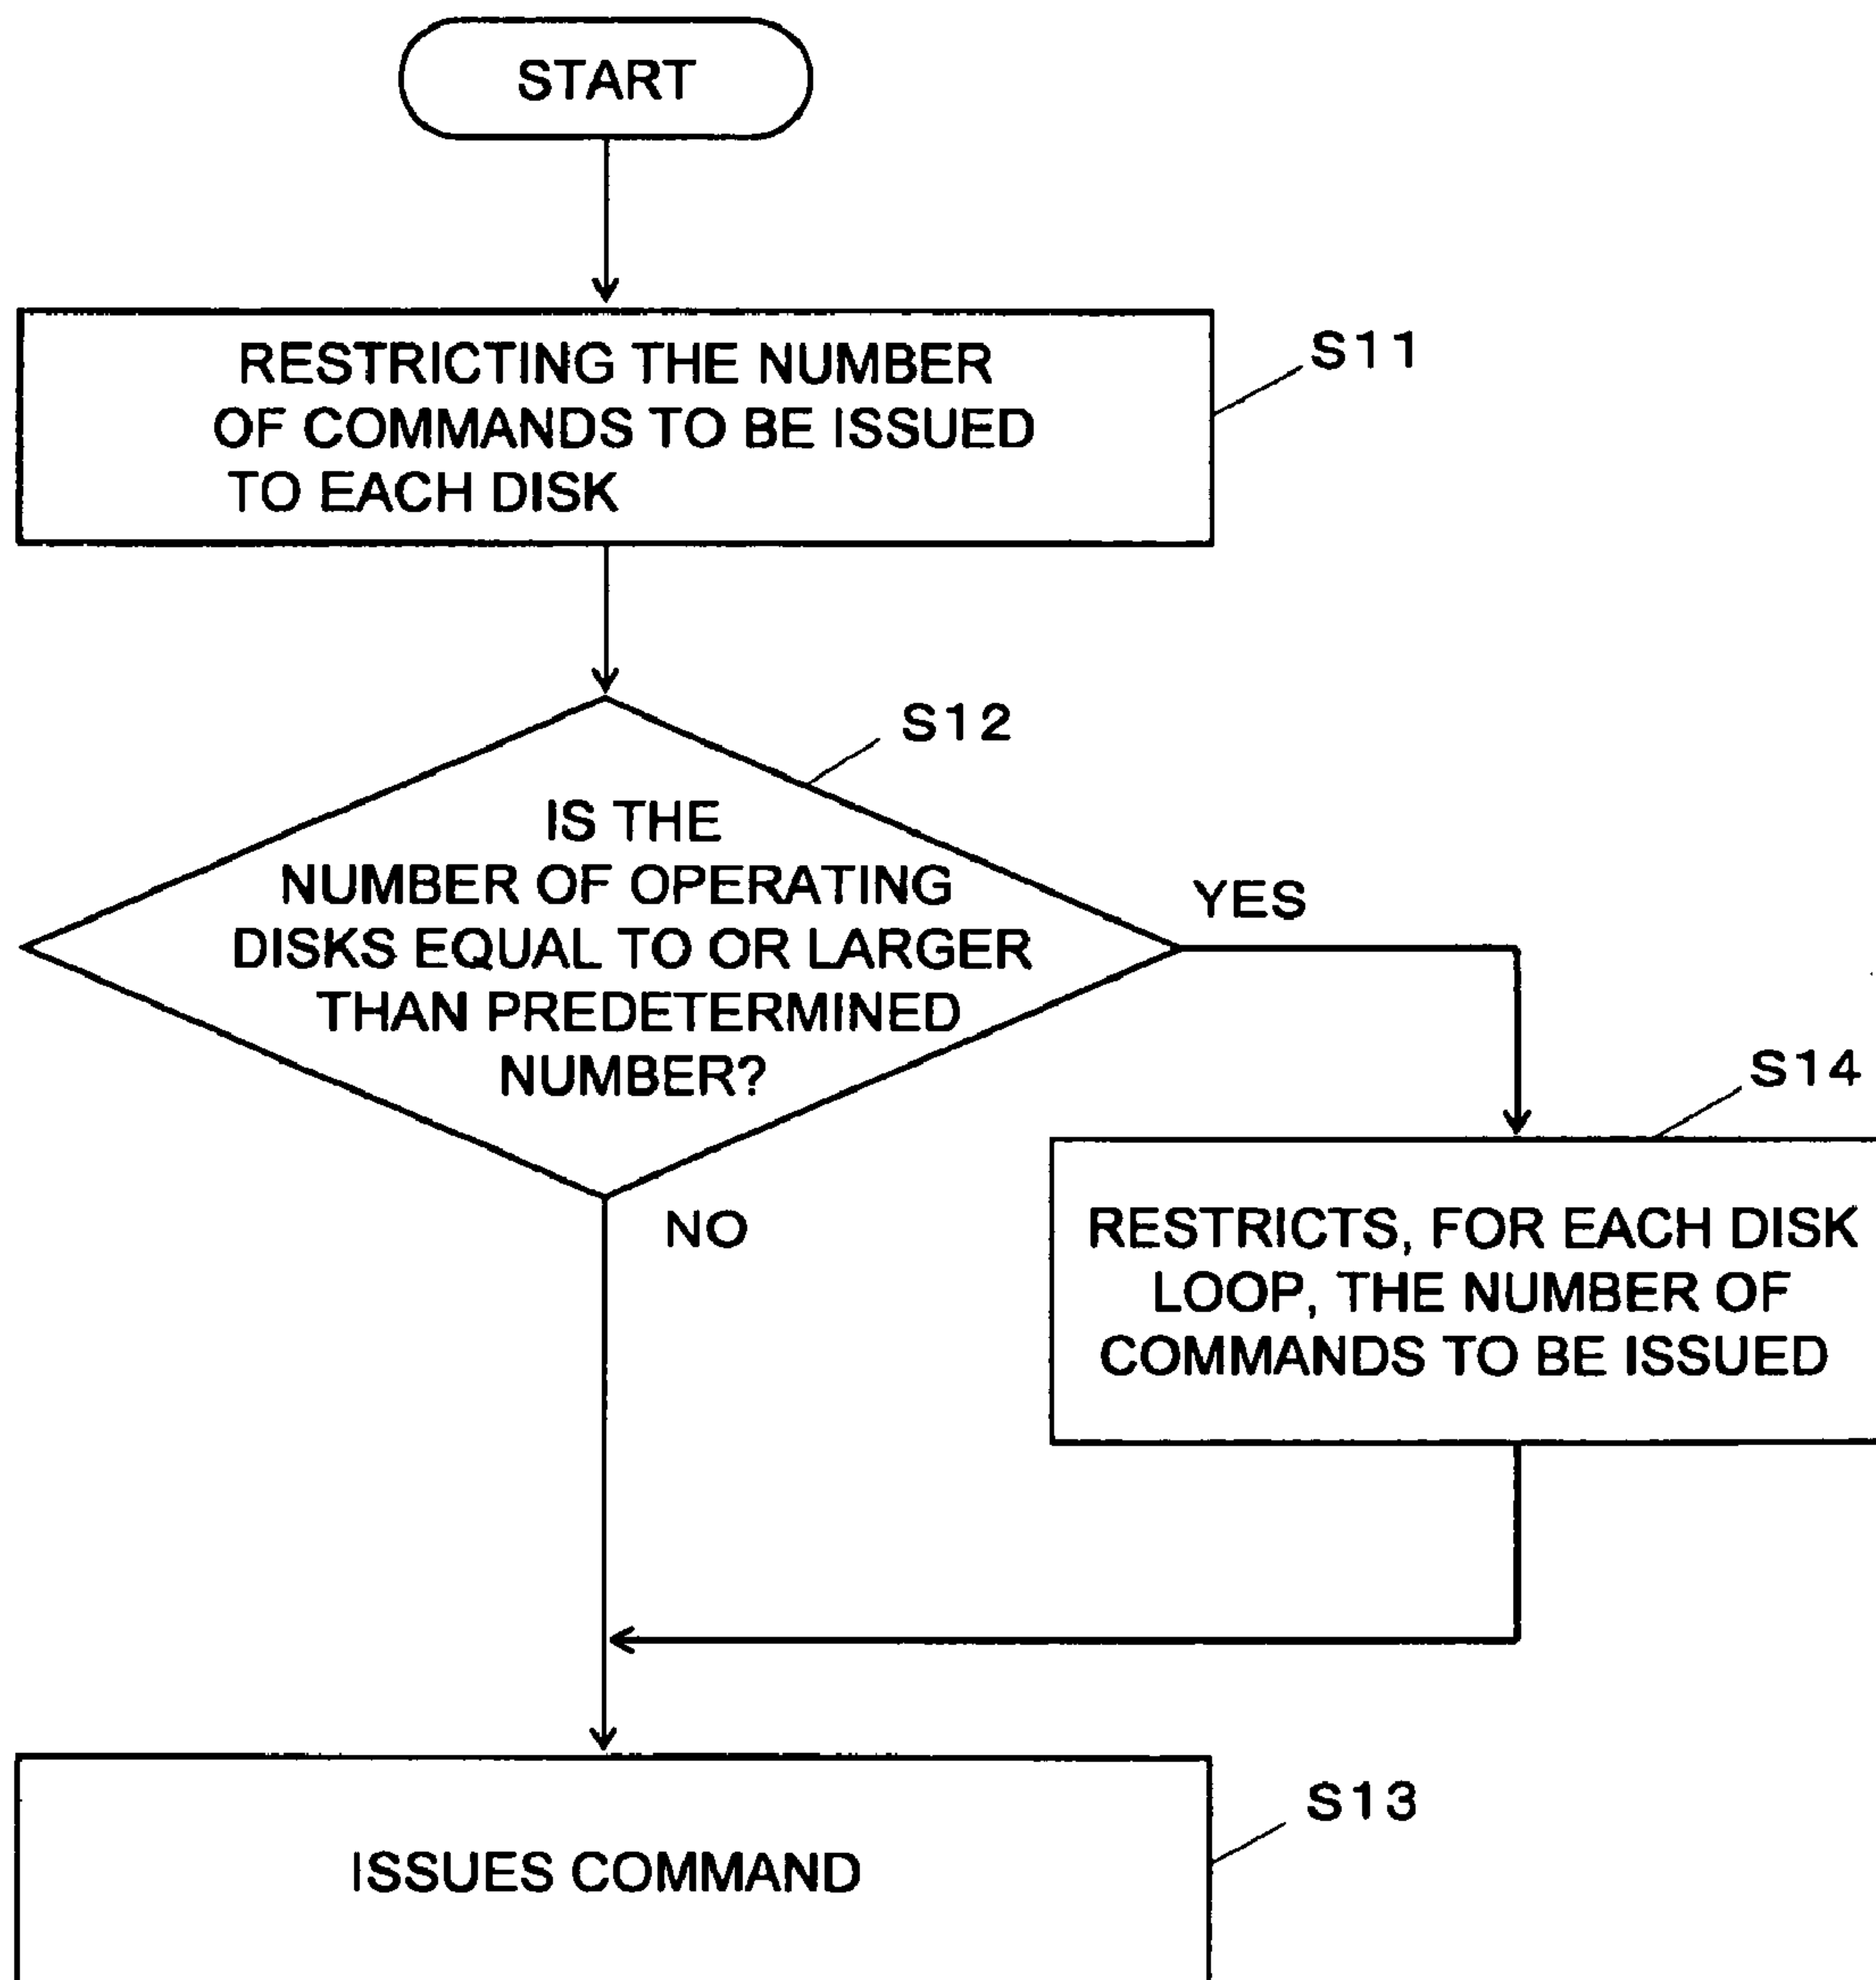 START
RESTRICTING THE NUMBER
OF COMMANDS TO BE ISSUED
TO EACH DISK
S11
S12
IS THE
NUMBER OF OPERATING
DISKS EQUAL TO OR LARGER
THAN PREDETERMINED
NUMBER?
YES
NO
S14
RESTRICTS, FOR EACH DISK
LOOP, THE NUMBER OF
COMMANDS TO BE ISSUED
S13
ISSUES COMMAND